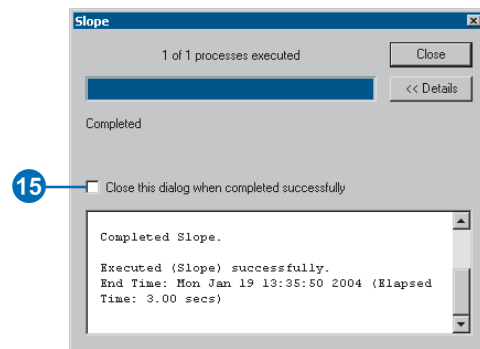 Slope
1 of 1 processes executed
Close
<< Details
Completed
15
Close this dialog when completed successfully
Completed Slope.
Executed (Slope) successfully.
End Time: Mon Jan 19 13:35:50 2004 (Elapsed
Time: 3.00 secs)